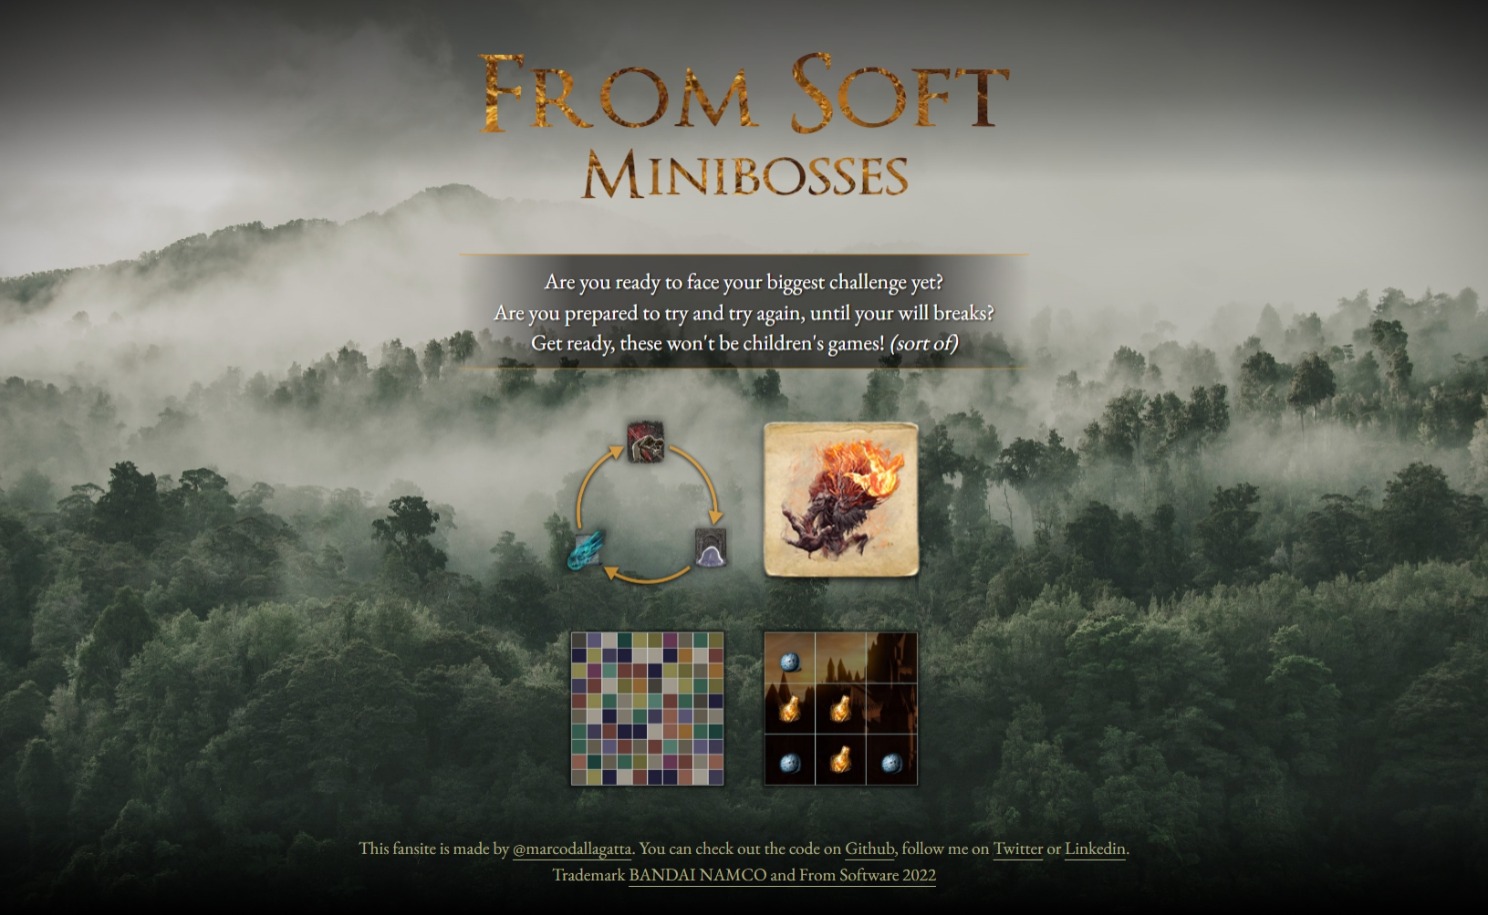 From Soft
Minibosses
Are you ready to face your biggest challenge yet?
Are you prepared to try and try again, until your will breaks?
Get ready, these won't be children's games! (sort of)
This fansite is made by @marcodallagatta. You can check out the code on Github, follow me on Twitter or Linkedin.
Trademark BANDAI NAMCO and From Software 2022